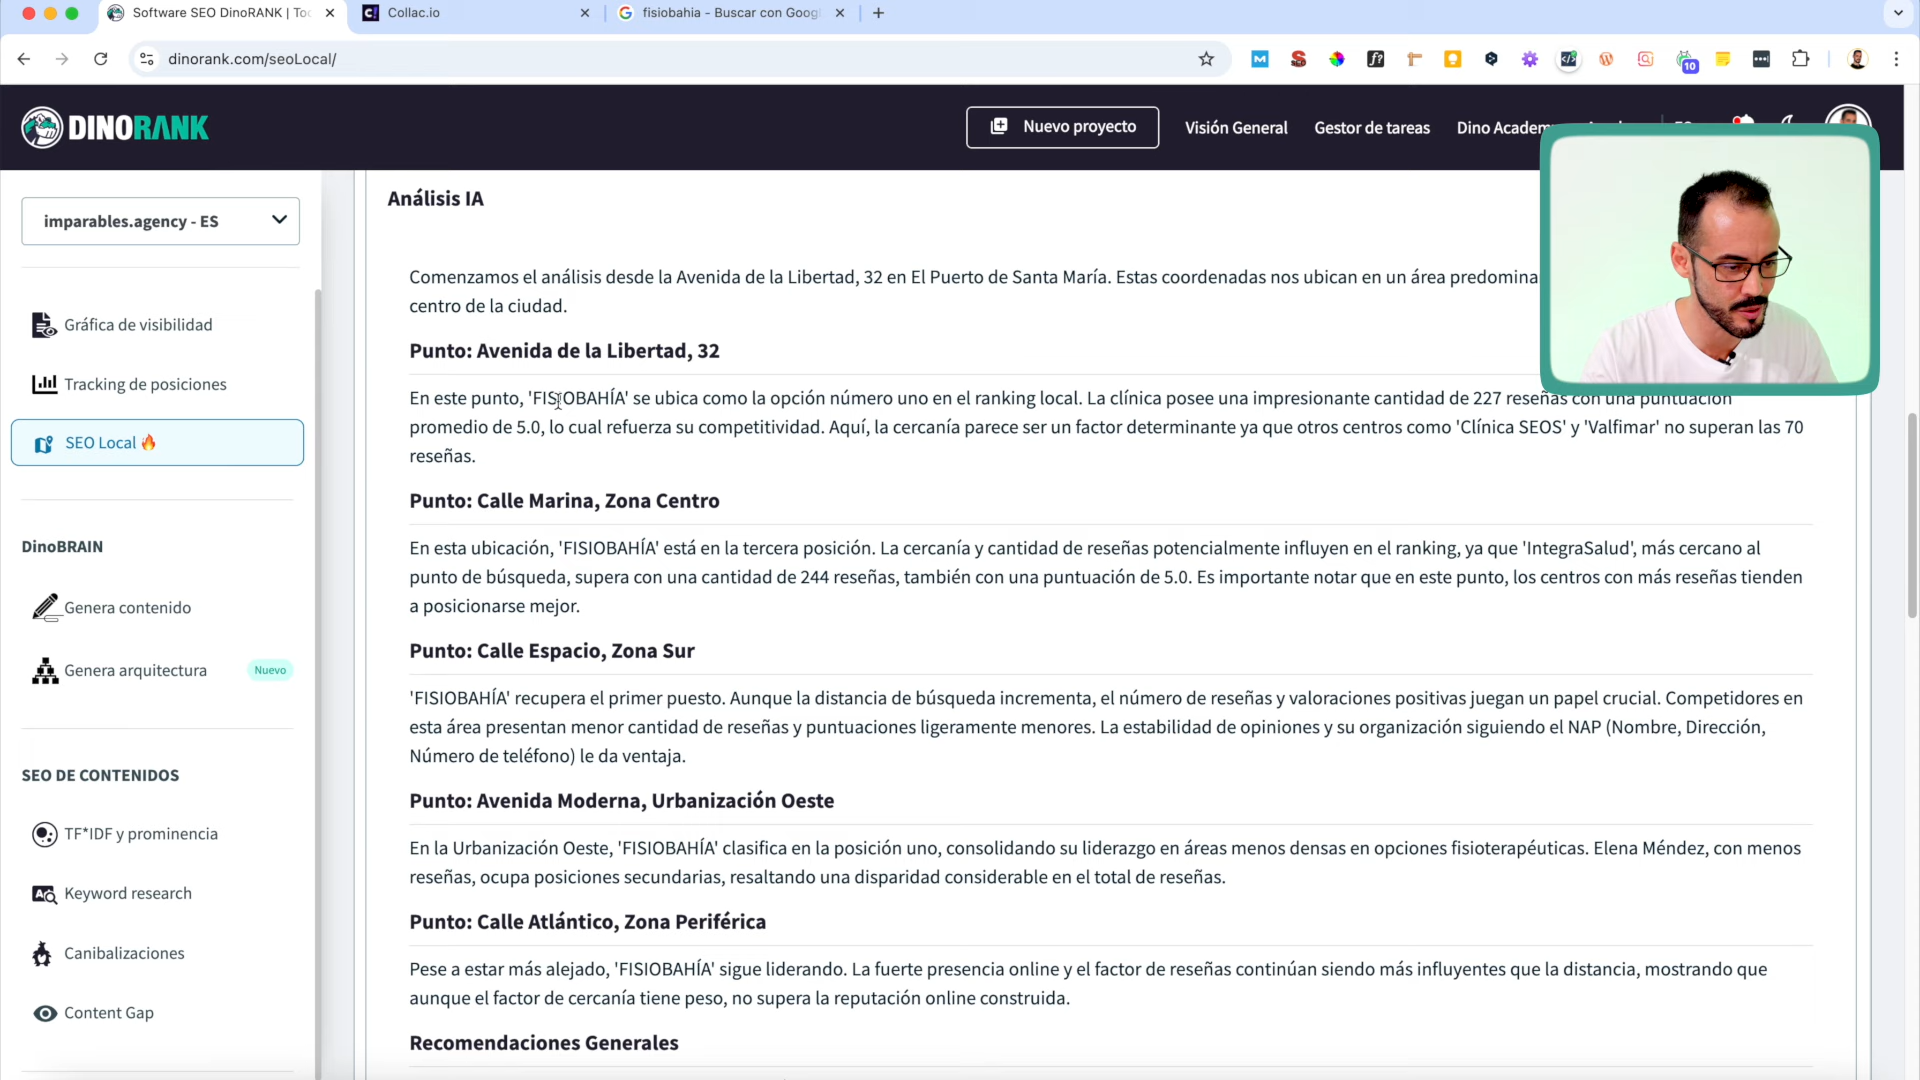 Software SEO DinoRANK | Too
Collac.io
fisiobahia - Buscar con Goog
dinorank.com/seoLocal/
10
DINORANK
Nuevo proyecto
Visión General
Gestor de tareas
Dino Academ
imparables.agency - ES
Gráfica de visibilidad
Tracking de posiciones
SEO Local
DinoBRAIN
Genera contenido
Genera arquitectura
Nuevo
SEO DE CONTENIDOS
TF*IDF y prominencia
Keyword research
Canibalizaciones
Content Gap
Análisis IA
Comenzamos el análisis desde la Avenida de la Libertad, 32 en El Puerto de Santa María. Estas coordenadas nos ubican en un área predomina
centro de la ciudad.
Punto: Avenida de la Libertad, 32
En este punto, 'FISIOBAHÍA' se ubica como la opción número uno en el ranking local. La clínica posee una impresionante cantidad de 227 reseñas con una puntuación
promedio de 5.0, lo cual refuerza su competitividad. Aquí, la cercanía parece ser un factor determinante ya que otros centros como 'Clínica SEOS' y 'Valfimar' no superan las 70
reseñas.
Punto: Calle Marina, Zona Centro
En esta ubicación, 'FISIOBAHÍA' está en la tercera posición. La cercanía y cantidad de reseñas potencialmente influyen en el ranking, ya que 'IntegraSalud', más cercano al
punto de búsqueda, supera con una cantidad de 244 reseñas, también con una puntuación de 5.0. Es importante notar que en este punto, los centros con más reseñas tienden
a posicionarse mejor.
Punto: Calle Espacio, Zona Sur
'FISIOBAHÍA' recupera el primer puesto. Aunque la distancia de búsqueda incrementa, el número de reseñas y valoraciones positivas juegan un papel crucial. Competidores en
esta área presentan menor cantidad de reseñas y puntuaciones ligeramente menores. La estabilidad de opiniones y su organización siguiendo el NAP (Nombre, Dirección,
Número de teléfono) le da ventaja.
Punto: Avenida Moderna, Urbanización Oeste
En la Urbanización Oeste, 'FISIOBAHÍA' clasifica en la posición uno, consolidando su liderazgo en áreas menos densas en opciones fisioterapéuticas. Elena Méndez, con menos
reseñas, ocupa posiciones secundarias, resaltando una disparidad considerable en el total de reseñas.
Punto: Calle Atlántico, Zona Periférica
Pese a estar más alejado, 'FISIOBAHÍA' sigue liderando. La fuerte presencia online y el factor de reseñas continúan siendo más influyentes que la distancia, mostrando que
aunque el factor de cercanía tiene peso, no supera la reputación online construida.
Recomendaciones Generales